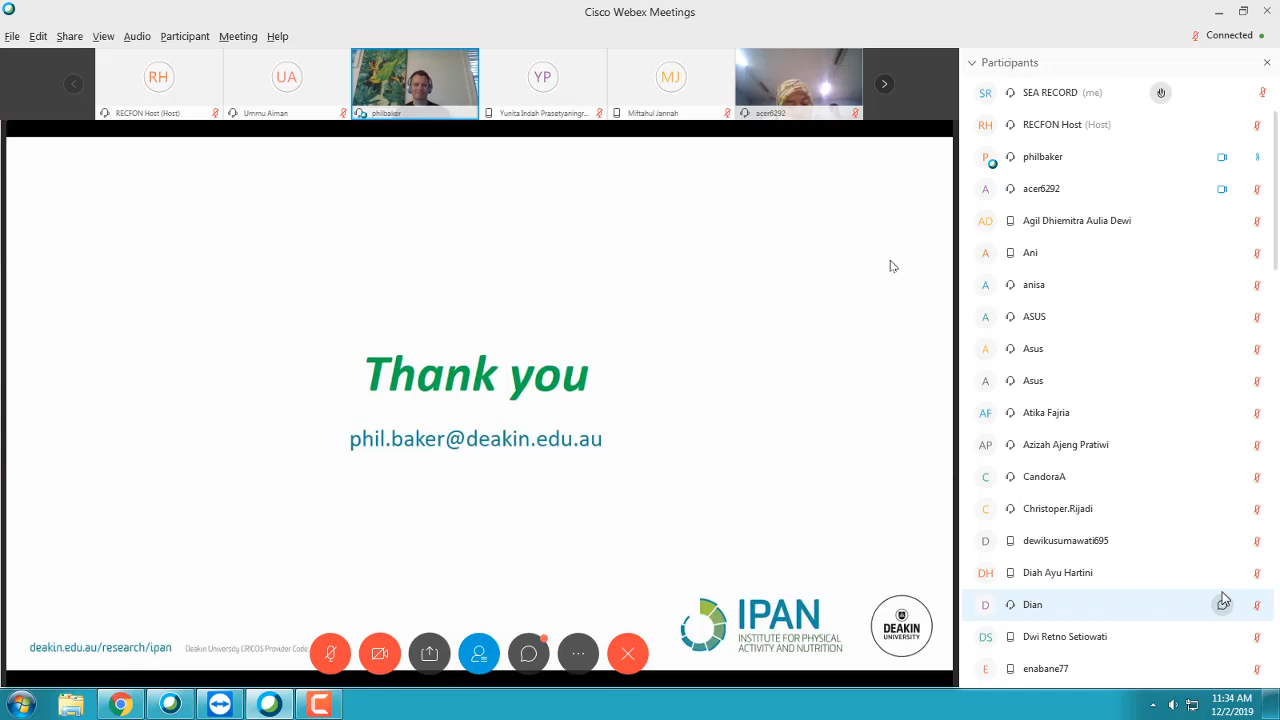 Cisco Webex Meetings
File Edit Share View Audio Participant Meeting Help
Connected
RH
RECFON Host (Host)
UA
Ummu Aiman
philbaker
YP
Yunita Indah Prasetyaningr...
MJ
Miftahul Jannah
acer6292
Thank you
phil.baker@deakin.edu.au
deakin.edu.au/research/ipan
Deakin University CRICOS Provider Code
IPAN
INSTITUTE FOR PHYSICAL
ACTIVITY AND NUTRITION
DEAKIN
UNIVERSITY
Participants
SR SEA RECORD (me)
RH RECFON Host (Host)
P philbaker
A acer6292
AD Agil Dhiemitra Aulia Dewi
A Ani
A anisa
A ASUS
A Asus
A Asus
AF Atika Fajria
AP Azizah Ajeng Pratiwi
C CandoraA
C Christoper.Rijadi
D dewikusumawati695
DH Diah Ayu Hartini
D Dian
DS Dwi Retno Setiowati
E enabane77
11:34 AM
12/2/2019